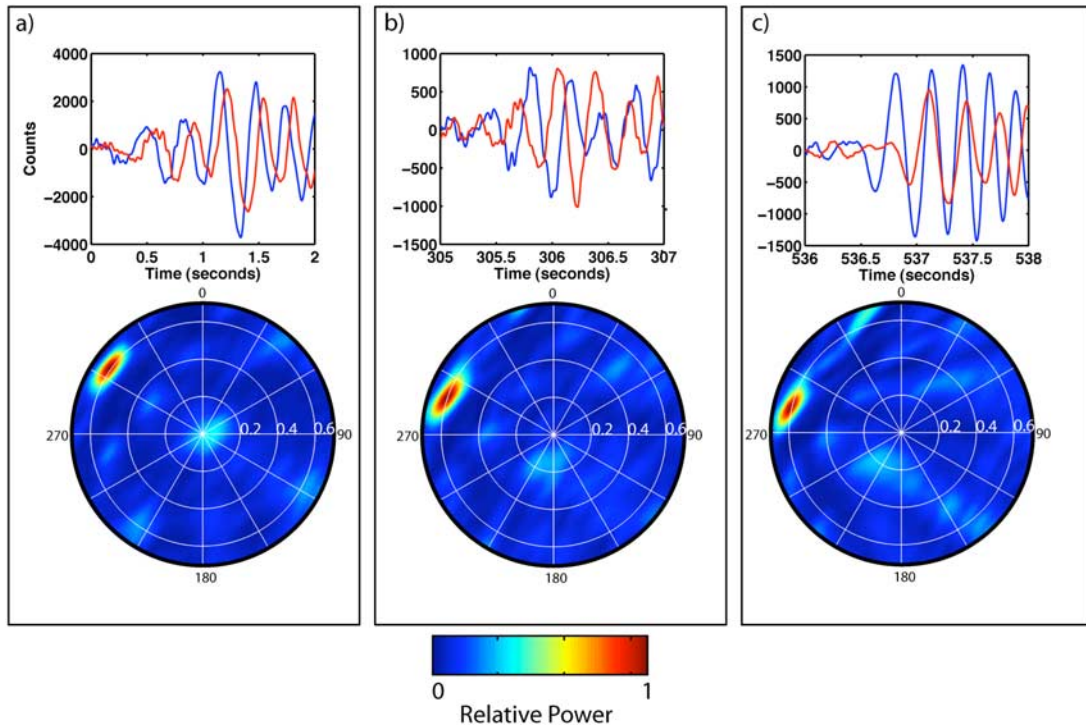 a)
4000
2000
0
−2000
−4000
Counts
0 0.5 1 1.5 2
Time (seconds)
0
270
0.2 0.4 0.6
90
180
b)
1000
500
0
−500
−1000
−1500
305 305.5 306 306.5 307
Time (seconds)
0
270
0.2 0.4 0.6
90
180
c)
1500
1000
500
0
−500
−1000
−1500
536 536.5 537 537.5 538
Time (seconds)
0
270
0.2 0.4 0.6
90
180
0 1
Relative Power